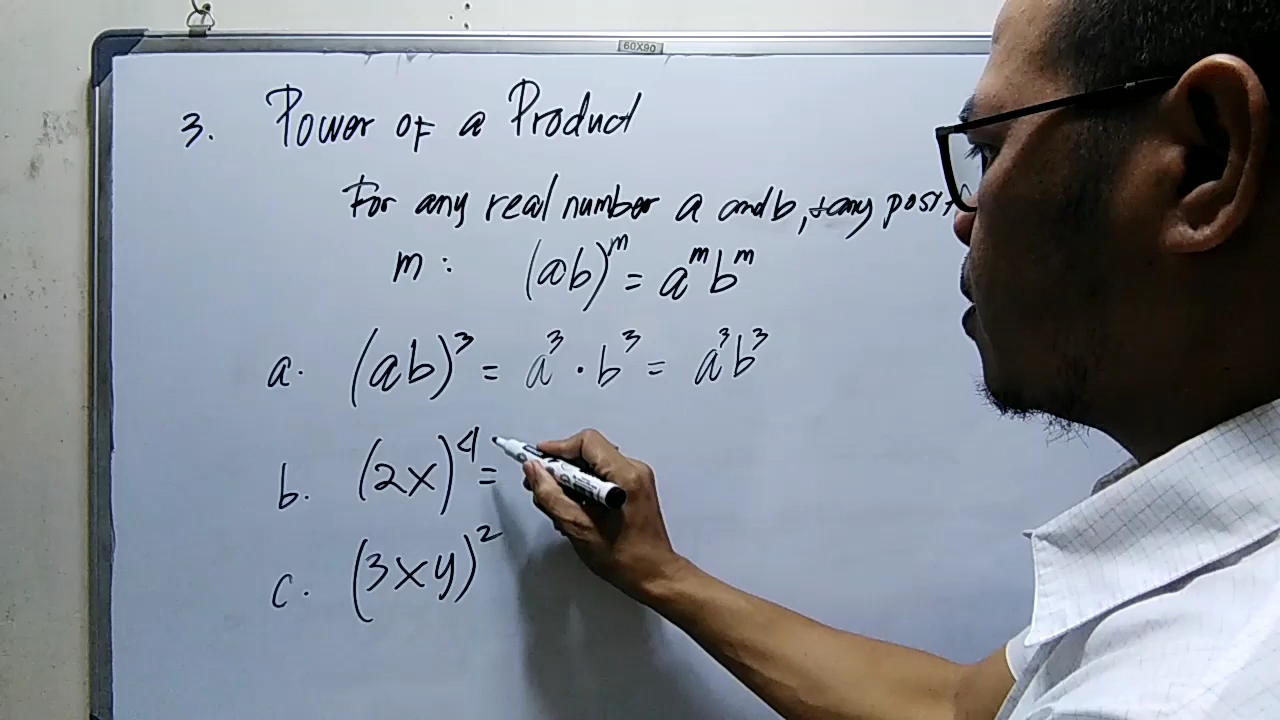 60X90
3. Power of a Product
For any real number a and b, + any posit
m : (ab)^m = a^m b^m
a. (ab)^3 = a^3 · b^3 = a^3 b^3
b. (2x)^4 =
c. (3xy)^2